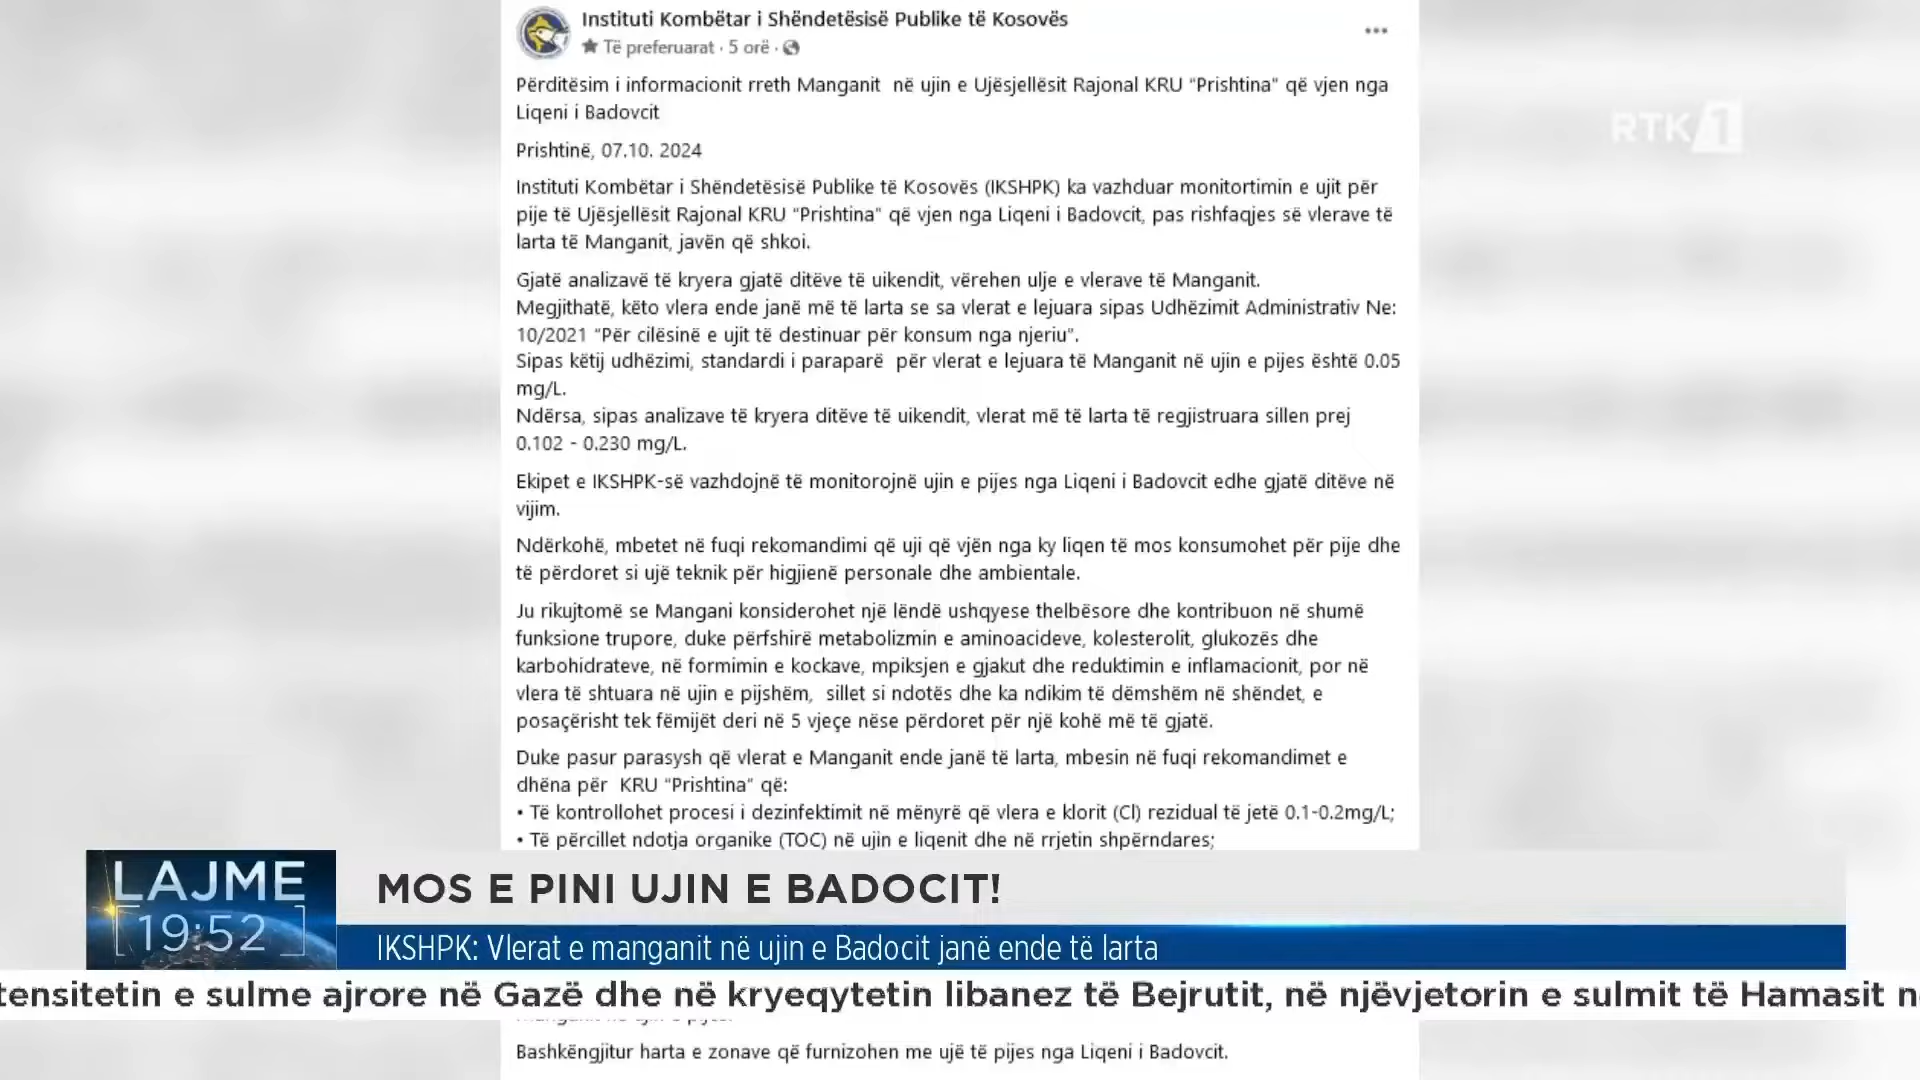 Instituti Kombëtar i Shëndetësisë Publike të Kosovës
Të preferuarat · 5 orë ·
Përditësim i informacionit rreth Manganit në ujin e Ujësjellësit Rajonal KRU "Prishtina" që vjen nga
Liqeni i Badovcit
Prishtinë, 07.10. 2024
Instituti Kombëtar i Shëndetësisë Publike të Kosovës (IKSHPK) ka vazhduar monitortimin e ujit për
pije të Ujësjellësit Rajonal KRU "Prishtina" që vjen nga Liqeni i Badovcit, pas rishfaqjes së vlerave të
larta të Manganit, javën që shkoi.
Gjatë analizavë të kryera gjatë ditëve të uikendit, vërehen ulje e vlerave të Manganit.
Megjithatë, këto vlera ende janë më të larta se sa vlerat e lejuara sipas Udhëzimit Administrativ Ne:
10/2021 "Për cilësinë e ujit të destinuar për konsum nga njeriu".
Sipas këtij udhëzimi, standardi i paraparë për vlerat e lejuara të Manganit në ujin e pijes është 0.05
mg/L.
Ndërsa, sipas analizave të kryera ditëve të uikendit, vlerat më të larta të regjistruara sillen prej
0.102 - 0.230 mg/L.
Ekipet e IKSHPK-së vazhdojnë të monitorojnë ujin e pijes nga Liqeni i Badovcit edhe gjatë ditëve në
vijim.
Ndërkohë, mbetet në fuqi rekomandimi që uji që vjën nga ky liqen të mos konsumohet për pije dhe
të përdoret si ujë teknik për higjienë personale dhe ambientale.
Ju rikujtomë se Mangani konsiderohet një lëndë ushqyese thelbësore dhe kontribuon në shumë
funksione trupore, duke përfshirë metabolizmin e aminoacideve, kolesterolit, glukozës dhe
karbohidrateve, në formimin e kockave, mpiksjen e gjakut dhe reduktimin e inflamacionit, por në
vlera të shtuara në ujin e pijshëm, sillet si ndotës dhe ka ndikim të dëmshëm në shëndet, e
posaçërisht tek fëmijët deri në 5 vjeçe nëse përdoret për një kohë më të gjatë.
Duke pasur parasysh që vlerat e Manganit ende janë të larta, mbesin në fuqi rekomandimet e
dhëna për KRU "Prishtina" që:
• Të kontrollohet procesi i dezinfektimit në mënyrë që vlera e klorit (Cl) rezidual të jetë 0.1-0.2mg/L;
• Të përcillet ndotja organike (TOC) në ujin e liqenit dhe në rrjetin shpërndares;
RTK 1
LAJME
19:52
MOS E PINI UJIN E BADOCIT!
IKSHPK: Vlerat e manganit në ujin e Badocit janë ende të larta
tensitetin e sulme ajrore në Gazë dhe në kryeqytetin libanez të Bejrutit, në njëvjetorin e sulmit të Hamasit n
Bashkëngjitur harta e zonave që furnizohen me ujë të pijes nga Liqeni i Badovcit.